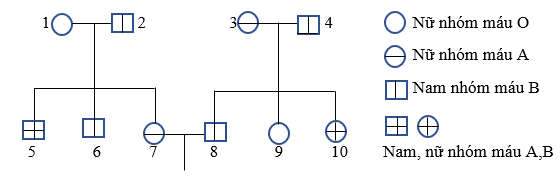 1 2 3 4
5 6 7 8 9 10
Nữ nhóm máu O
Nữ nhóm máu A
Nam nhóm máu B
Nam, nữ nhóm máu A,B